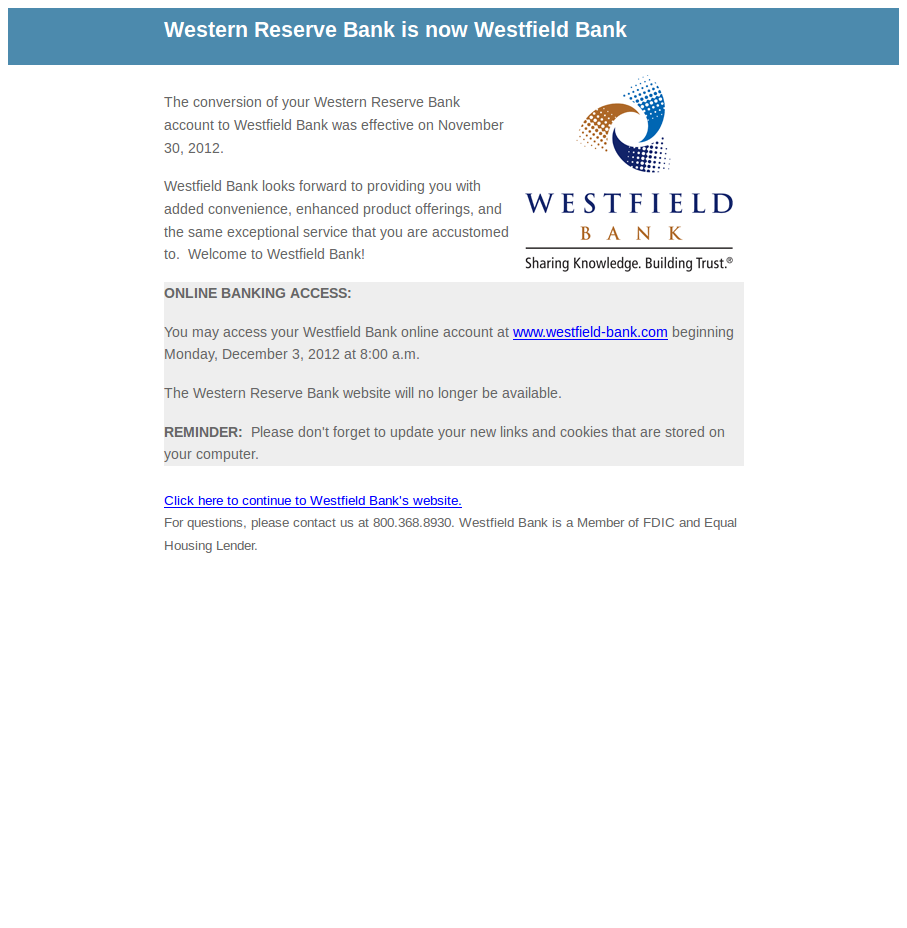 Western Reserve Bank is now Westfield Bank
The conversion of your Western Reserve Bank
account to Westfield Bank was effective on November
30, 2012.
Westfield Bank looks forward to providing you with
added convenience, enhanced product offerings, and
the same exceptional service that you are accustomed
to.  Welcome to Westfield Bank!
WESTFIELD
BANK
Sharing Knowledge. Building Trust.®
ONLINE BANKING ACCESS:
You may access your Westfield Bank online account at www.westfield-bank.com beginning
Monday, December 3, 2012 at 8:00 a.m.
The Western Reserve Bank website will no longer be available.
REMINDER:  Please don't forget to update your new links and cookies that are stored on
your computer.
Click here to continue to Westfield Bank's website.
For questions, please contact us at 800.368.8930. Westfield Bank is a Member of FDIC and Equal
Housing Lender.